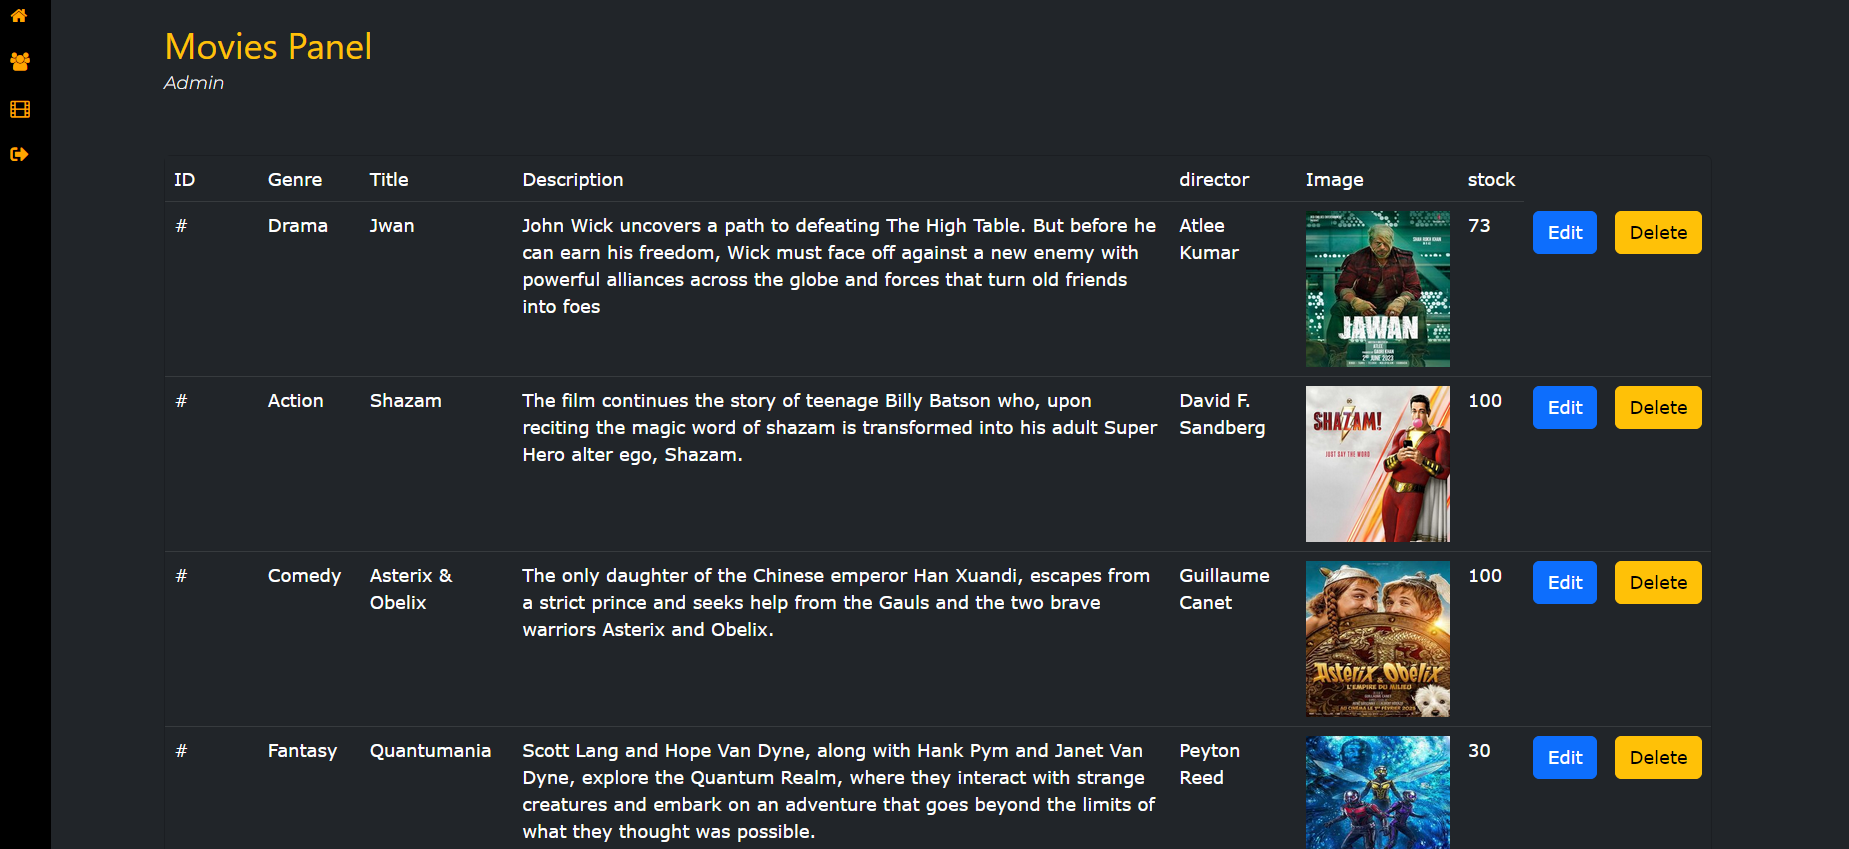 Movies Panel
Admin
ID Genre Title Description director Image stock
# Drama Jwan John Wick uncovers a path to defeating The High Table. But before he Atlee 73 Edit Delete
can earn his freedom, Wick must face off against a new enemy with Kumar
powerful alliances across the globe and forces that turn old friends
into foes
JAWAN
2ND JUNE 2023
# Action Shazam The film continues the story of teenage Billy Batson who, upon David F. 100 Edit Delete
reciting the magic word of shazam is transformed into his adult Super Sandberg
Hero alter ego, Shazam.
SHAZAM!
JUST SAY THE WORD
# Comedy Asterix & The only daughter of the Chinese emperor Han Xuandi, escapes from Guillaume 100 Edit Delete
Obelix a strict prince and seeks help from the Gauls and the two brave Canet
warriors Asterix and Obelix.
Astérix & Obélix
L'EMPIRE DU MILIEU
# Fantasy Quantumania Scott Lang and Hope Van Dyne, along with Hank Pym and Janet Van Peyton 30 Edit Delete
Dyne, explore the Quantum Realm, where they interact with strange Reed
creatures and embark on an adventure that goes beyond the limits of
what they thought was possible.